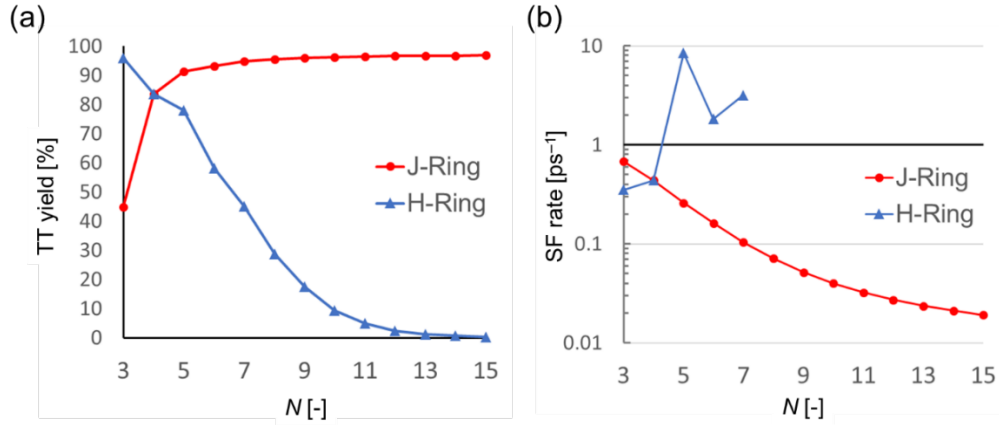 (a)
TT yield [%]
100
90
80
70
60
50
40
30
20
10
0
J-Ring
H-Ring
3 5 7 9 11 13 15
N [-]
(b)
SF rate [ps⁻¹]
10
1
0.1
0.01
J-Ring
H-Ring
3 5 7 9 11 13 15
N [-]